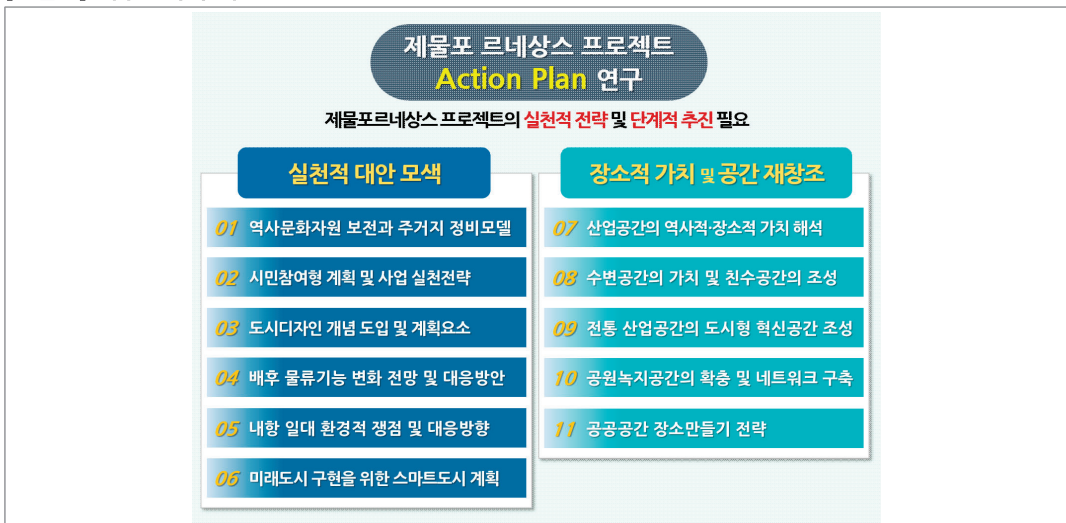 제물포 르네상스 프로젝트
Action Plan 연구
제물포르네상스 프로젝트의 실천적 전략 및 단계적 추진 필요
실천적 대안 모색
01 역사문화자원 보전과 주거지 정비모델
02 시민참여형 계획 및 사업 실천전략
03 도시디자인 개념 도입 및 계획요소
04 배후 물류기능 변화 전망 및 대응방안
05 내항 일대 환경적 쟁점 및 대응방향
06 미래도시 구현을 위한 스마트도시 계획
장소적 가치 및 공간 재창조
07 산업공간의 역사적·장소적 가치 해석
08 수변공간의 가치 및 친수공간의 조성
09 전통 산업공간의 도시형 혁신공간 조성
10 공원녹지공간의 확충 및 네트워크 구축
11 공공공간 장소만들기 전략